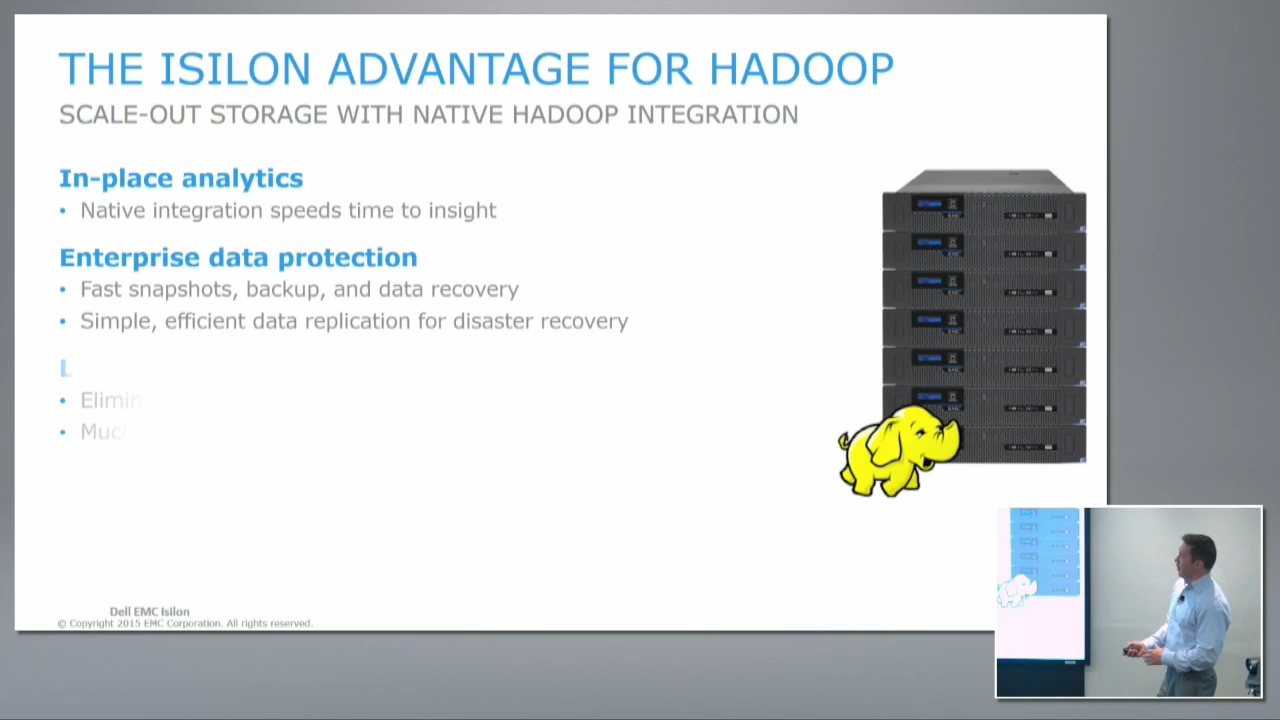 THE ISILON ADVANTAGE FOR HADOOP
SCALE-OUT STORAGE WITH NATIVE HADOOP INTEGRATION
In-place analytics
• Native integration speeds time to insight
Enterprise data protection
• Fast snapshots, backup, and data recovery
• Simple, efficient data replication for disaster recovery
L
• Elimin
• Muc
Dell EMC Isilon
© Copyright 2015 EMC Corporation. All rights reserved.